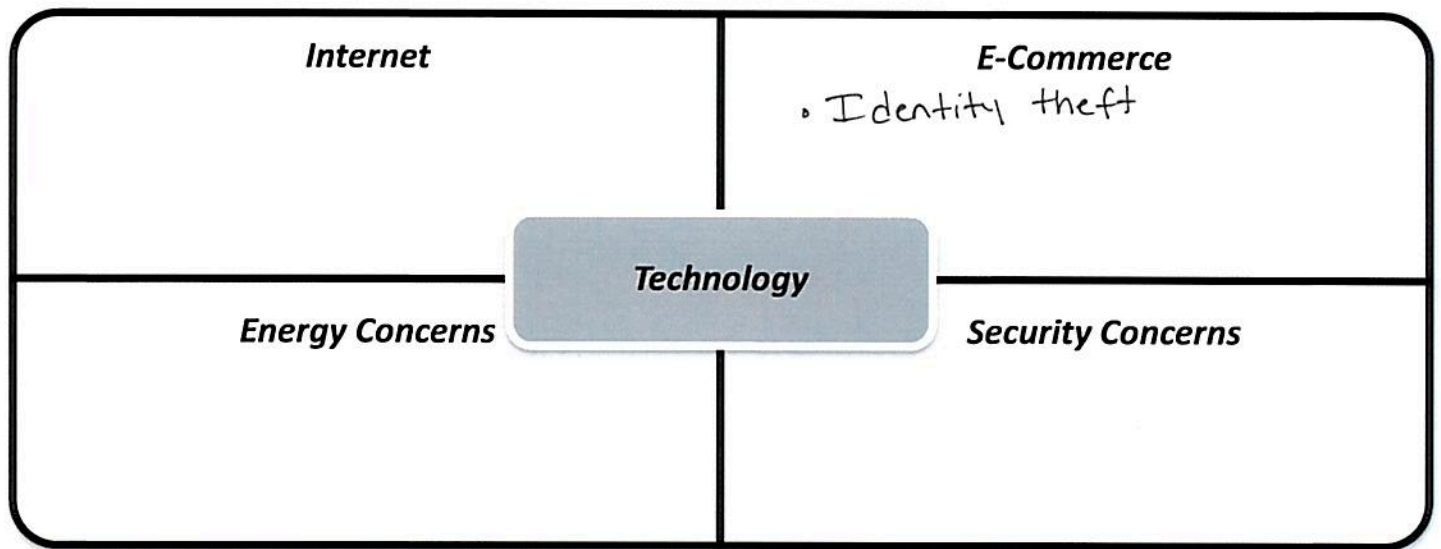 Internet
E-Commerce
• Identity theft
Technology
Energy Concerns
Security Concerns